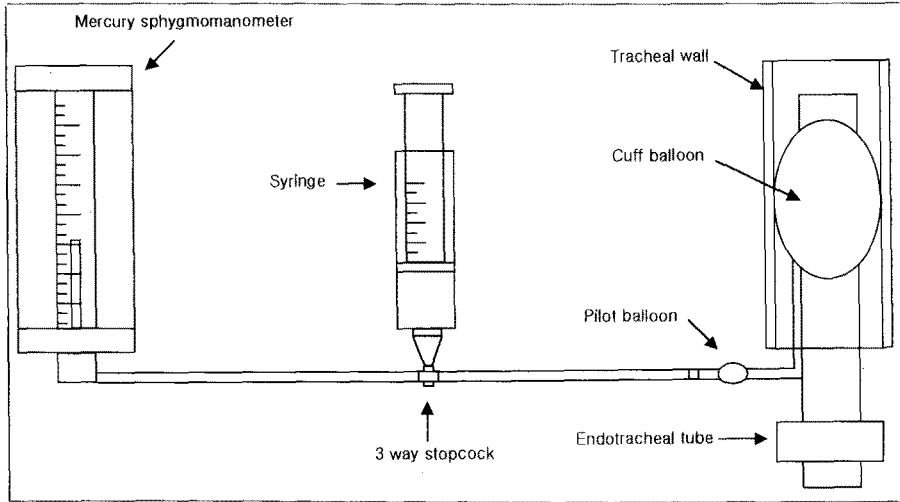 Mercury sphygmomanometer
Tracheal wall
Cuff balloon
Syringe
Pilot balloon
Endotracheal tube
3 way stopcock